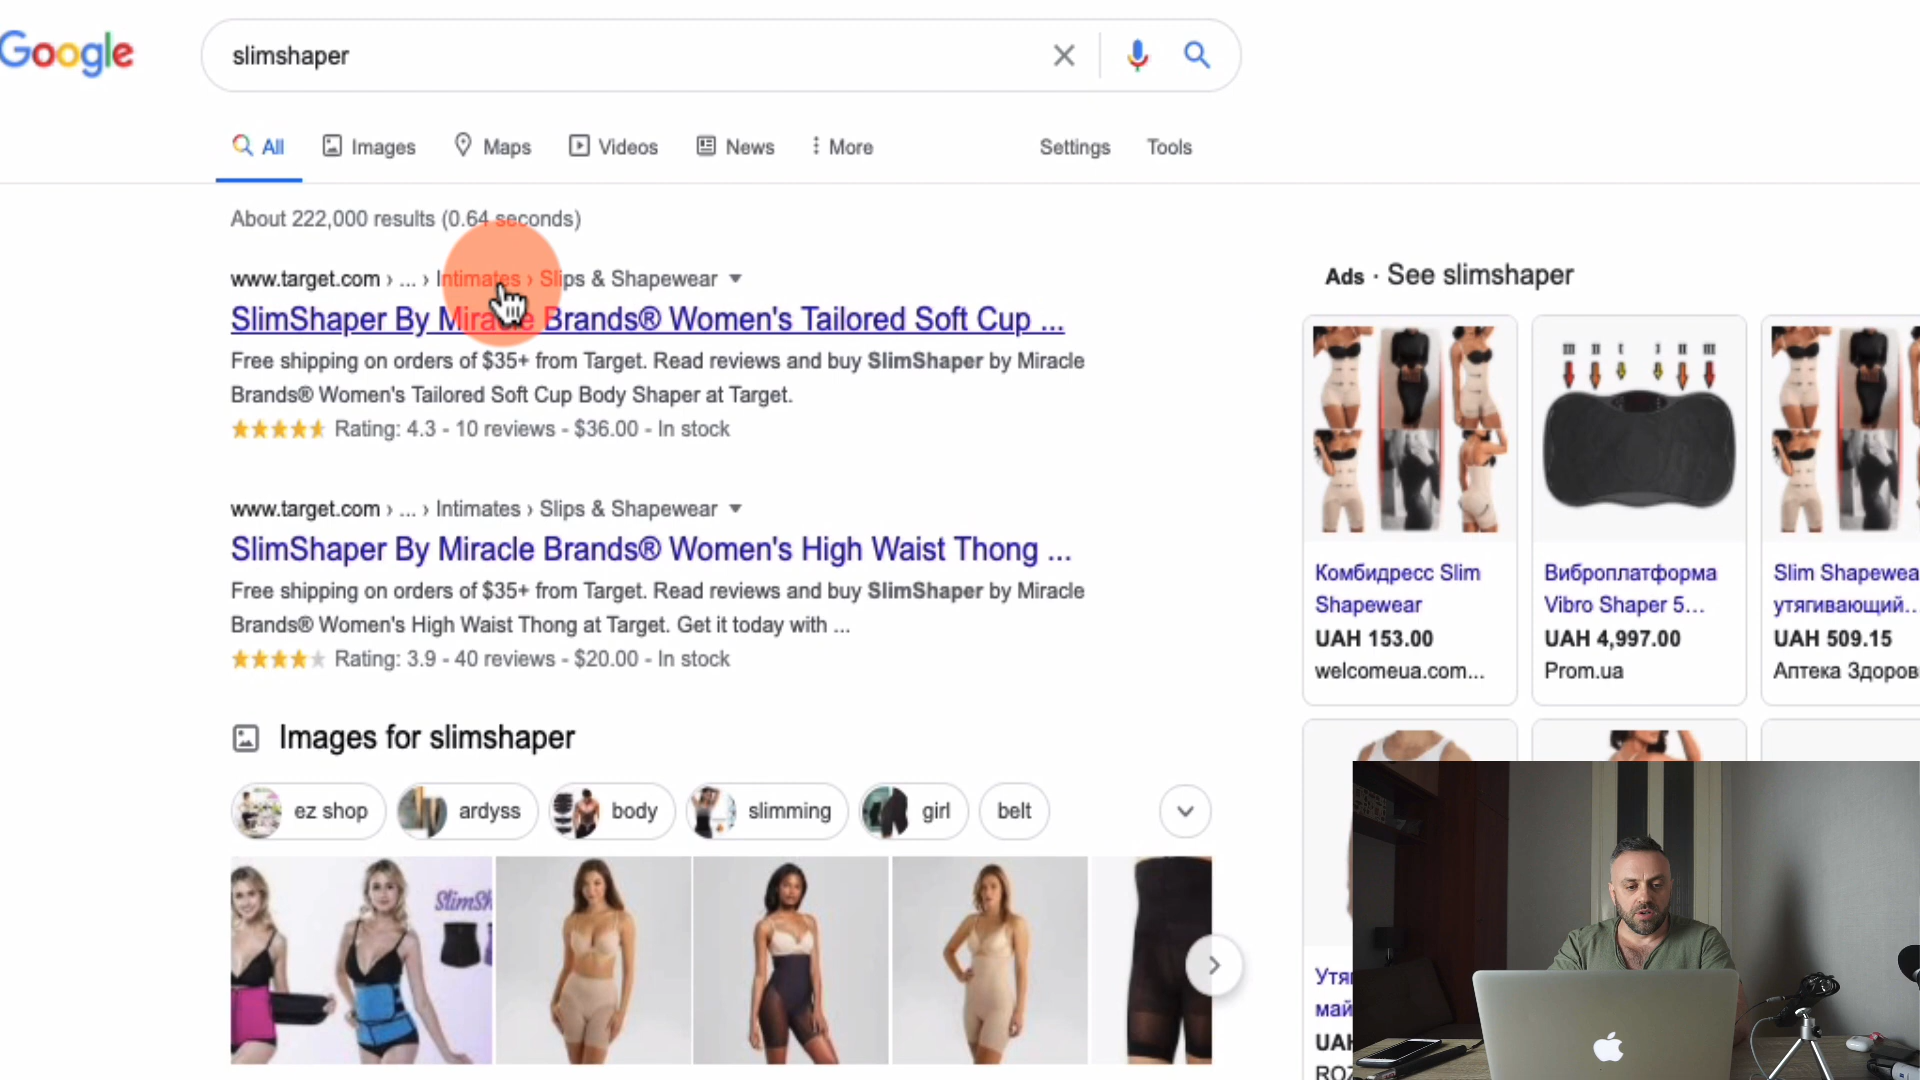 Google
slimshaper
All Images Maps Videos News More Settings Tools
About 222,000 results (0.64 seconds)
www.target.com › ... › Intimates › Slips & Shapewear
SlimShaper By Miracle Brands® Women's Tailored Soft Cup ...
Free shipping on orders of $35+ from Target. Read reviews and buy SlimShaper by Miracle
Brands® Women's Tailored Soft Cup Body Shaper at Target.
Rating: 4.3 - 10 reviews - $36.00 - In stock
www.target.com › ... › Intimates › Slips & Shapewear
SlimShaper By Miracle Brands® Women's High Waist Thong ...
Free shipping on orders of $35+ from Target. Read reviews and buy SlimShaper by Miracle
Brands® Women's High Waist Thong at Target. Get it today with ...
Rating: 3.9 - 40 reviews - $20.00 - In stock
Images for slimshaper
ez shop ardyss body slimming girl belt
SlimSh
Ads · See slimshaper
III II I I II III
Комбидресс Slim
Shapewear
UAH 153.00
welcomeua.com...
Виброплатформа
Vibro Shaper 5...
UAH 4,997.00
Prom.ua
Slim Shapewea
утягивающий...
UAH 509.15
Аптека Здоров
Утя
май
UAH
ROZ